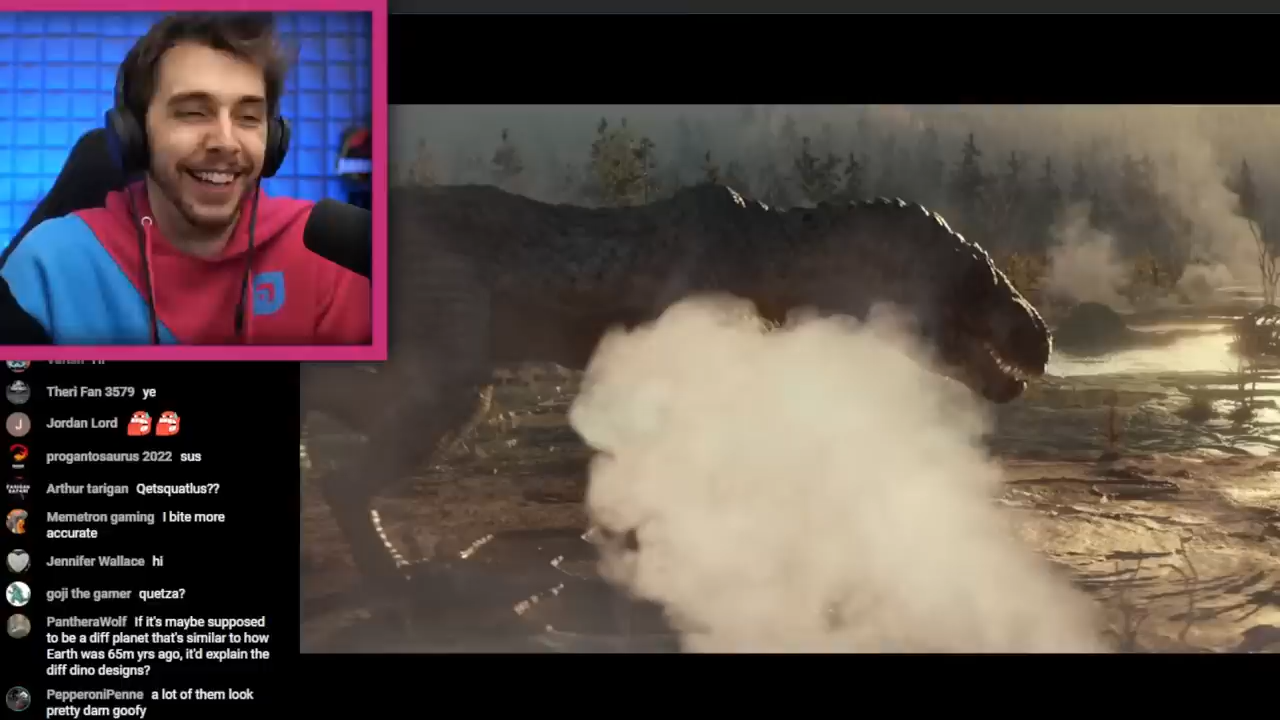 Theri Fan 3579 ye
Jordan Lord
progantosaurus 2022 sus
Arthur tarigan Qetsquatlus??
Memetron gaming I bite more
accurate
Jennifer Wallace hi
goji the gamer quetza?
PantheraWolf If it's maybe supposed
to be a diff planet that's similar to how
Earth was 65m yrs ago, it'd explain the
diff dino designs?
PepperoniPenne a lot of them look
pretty darn goofy